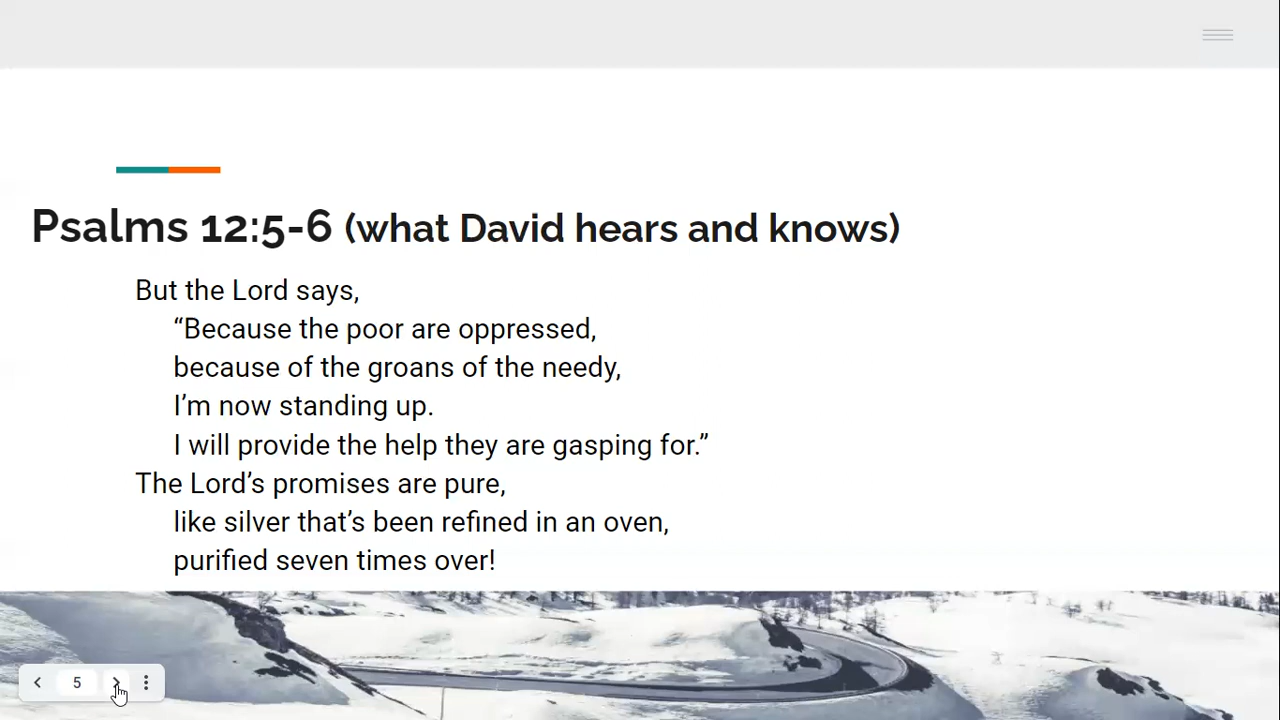 Psalms 12:5-6 (what David hears and knows)
But the Lord says,
“Because the poor are oppressed,
because of the groans of the needy,
I’m now standing up.
I will provide the help they are gasping for.”
The Lord’s promises are pure,
like silver that’s been refined in an oven,
purified seven times over!
5